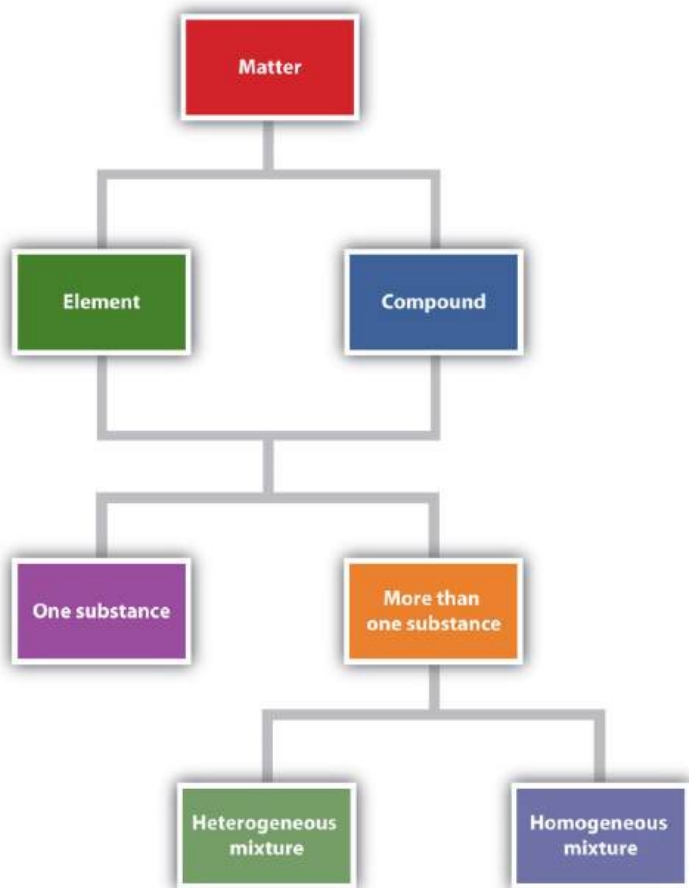 Matter
Element
Compound
One substance
More than
one substance
Heterogeneous
mixture
Homogeneous
mixture